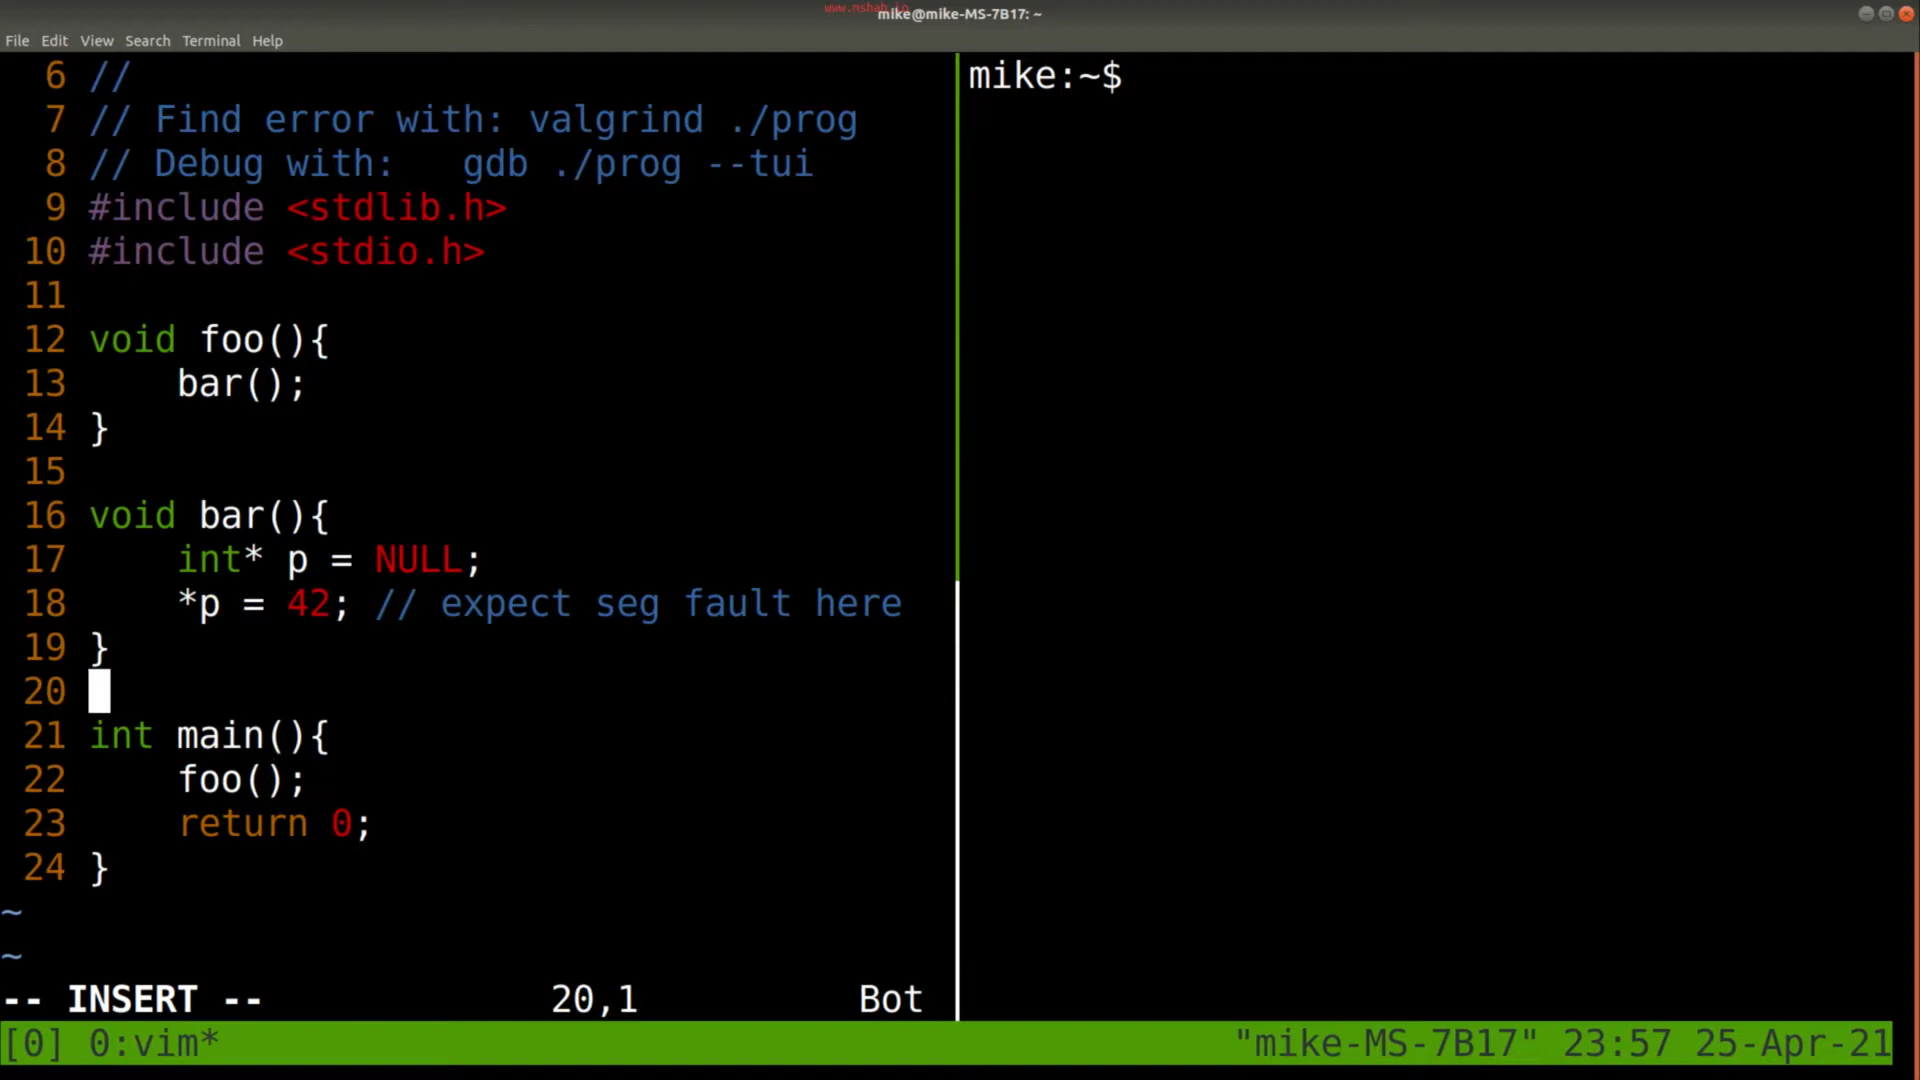 www.mshah.io
mike@mike-MS-7B17: ~
File Edit View Search Terminal Help
6 //
7 // Find error with: valgrind ./prog
8 // Debug with:   gdb ./prog --tui
9 #include <stdlib.h>
10 #include <stdio.h>
11
12 void foo(){
13     bar();
14 }
15
16 void bar(){
17     int* p = NULL;
18     *p = 42; // expect seg fault here
19 }
20
21 int main(){
22     foo();
23     return 0;
24 }
~
~
-- INSERT -- 20,1 Bot
mike:~$
[0] 0:vim* "mike-MS-7B17" 23:57 25-Apr-21